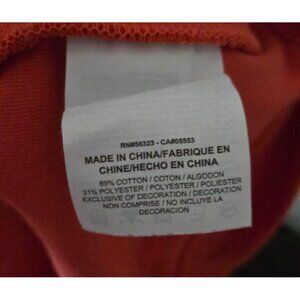 RN#56323 - CA#05553
MADE IN CHINA/FABRIQUE EN
CHINE/HECHO EN CHINA
69% COTTON / COTON / ALGODON
31% POLYESTER / POLYESTER / POLIESTER
EXCLUSIVE OF DECORATION / DECORATION
NON COMPRISE / NO INCLUYE LA
DECORACION